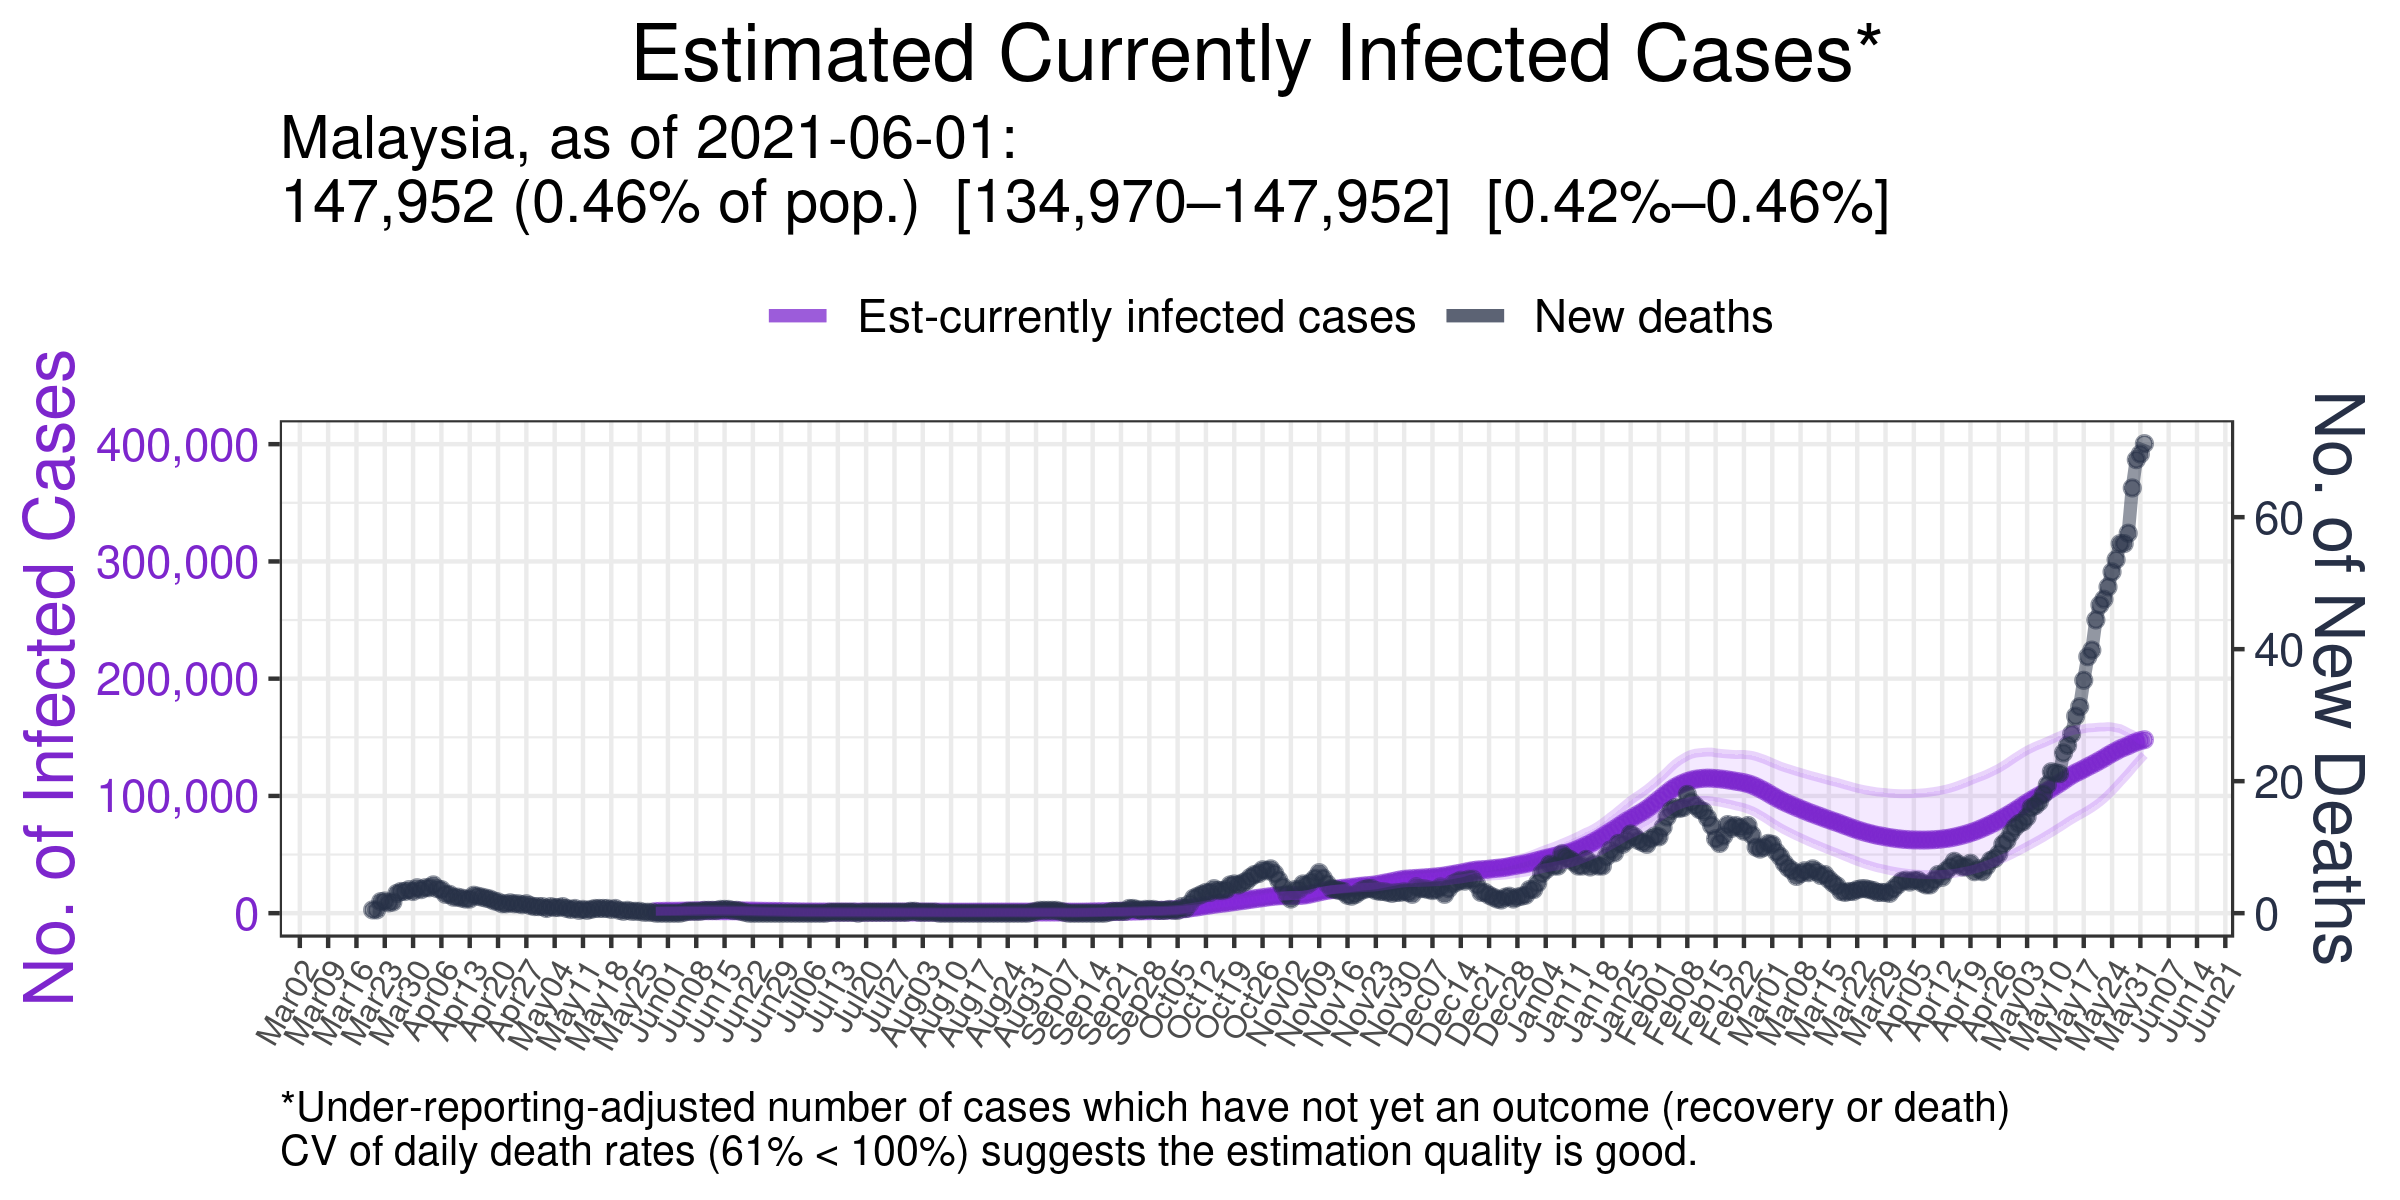 Estimated Currently Infected Cases*
Malaysia, as of 2021-06-01:
147,952 (0.46% of pop.)  [134,970–147,952]  [0.42%–0.46%]
Est-currently infected cases
New deaths
No. of Infected Cases
400,000
300,000
200,000
100,000
0
No. of New Deaths
60
40
20
0
Mar02
Mar09
Mar16
Mar23
Mar30
Apr06
Apr13
Apr20
Apr27
May04
May11
May18
May25
Jun01
Jun08
Jun15
Jun22
Jun29
Jul06
Jul13
Jul20
Jul27
Aug03
Aug10
Aug17
Aug24
Aug31
Sep07
Sep14
Sep21
Sep28
Oct05
Oct12
Oct19
Oct26
Nov02
Nov09
Nov16
Nov23
Nov30
Dec07
Dec14
Dec21
Dec28
Jan04
Jan11
Jan18
Jan25
Feb01
Feb08
Feb15
Feb22
Mar01
Mar08
Mar15
Mar22
Mar29
Apr05
Apr12
Apr19
Apr26
May03
May10
May17
May24
May31
Jun07
Jun14
Jun21
*Under-reporting-adjusted number of cases which have not yet an outcome (recovery or death)
CV of daily death rates (61% < 100%) suggests the estimation quality is good.